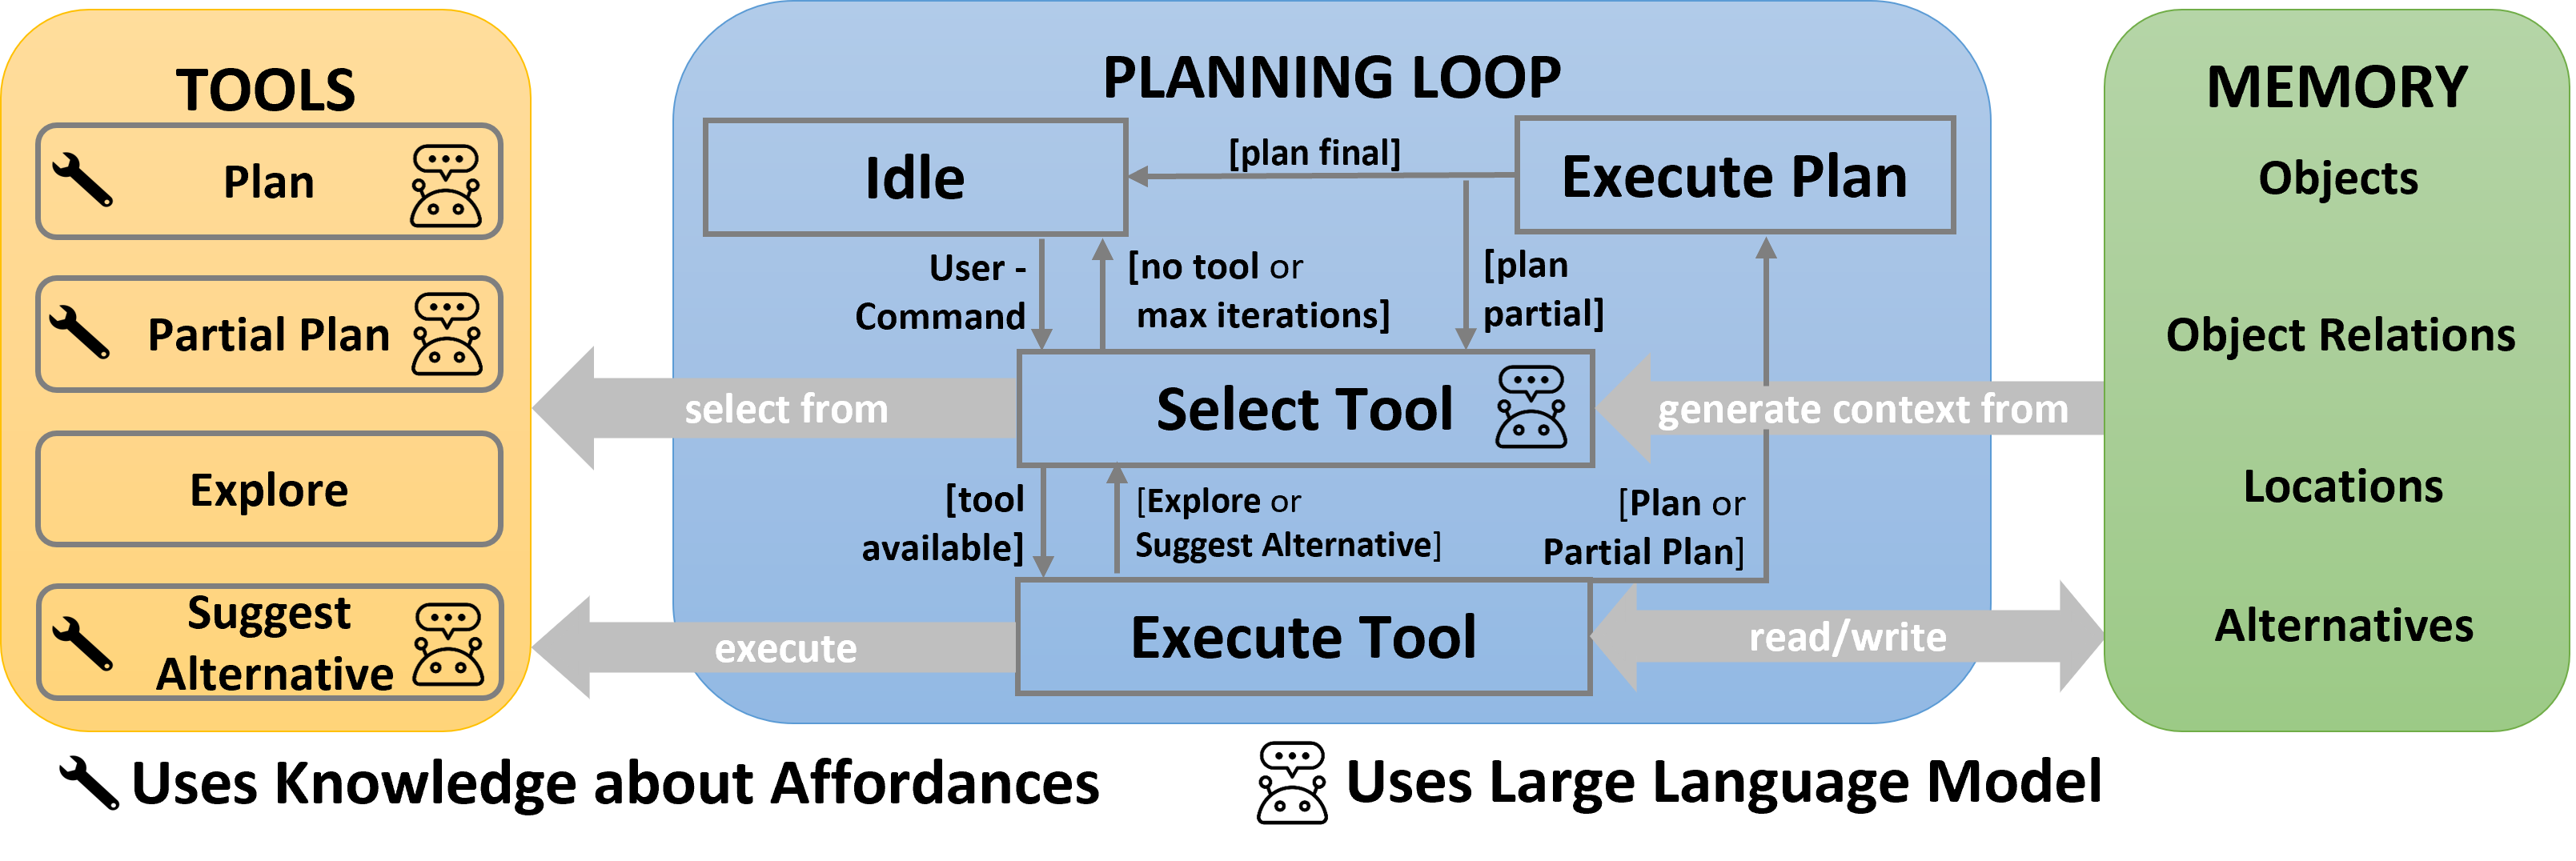 TOOLS
Plan
Partial Plan
Explore
Suggest
Alternative
PLANNING LOOP
Idle
[plan final]
Execute Plan
User -
Command
[no tool or
max iterations]
[plan
partial]
select from
Select Tool
generate context from
[tool
available]
[Explore or
Suggest Alternative]
[Plan or
Partial Plan]
execute
Execute Tool
read/write
MEMORY
Objects
Object Relations
Locations
Alternatives
Uses Knowledge about Affordances
Uses Large Language Model